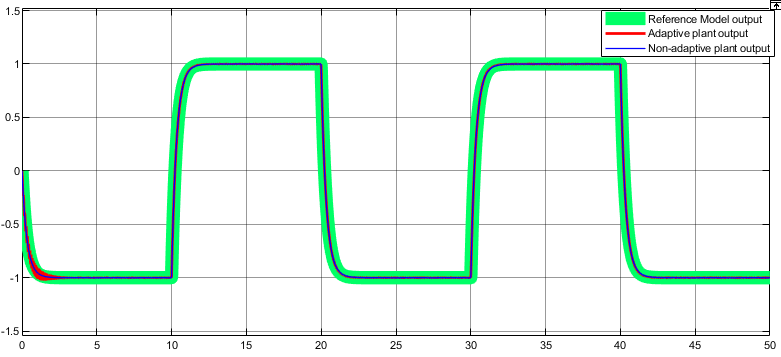 1.5
Reference Model output
Adaptive plant output
Non-adaptive plant output
1
0.5
0
-0.5
-1
-1.5
0 5 10 15 20 25 30 35 40 45 50